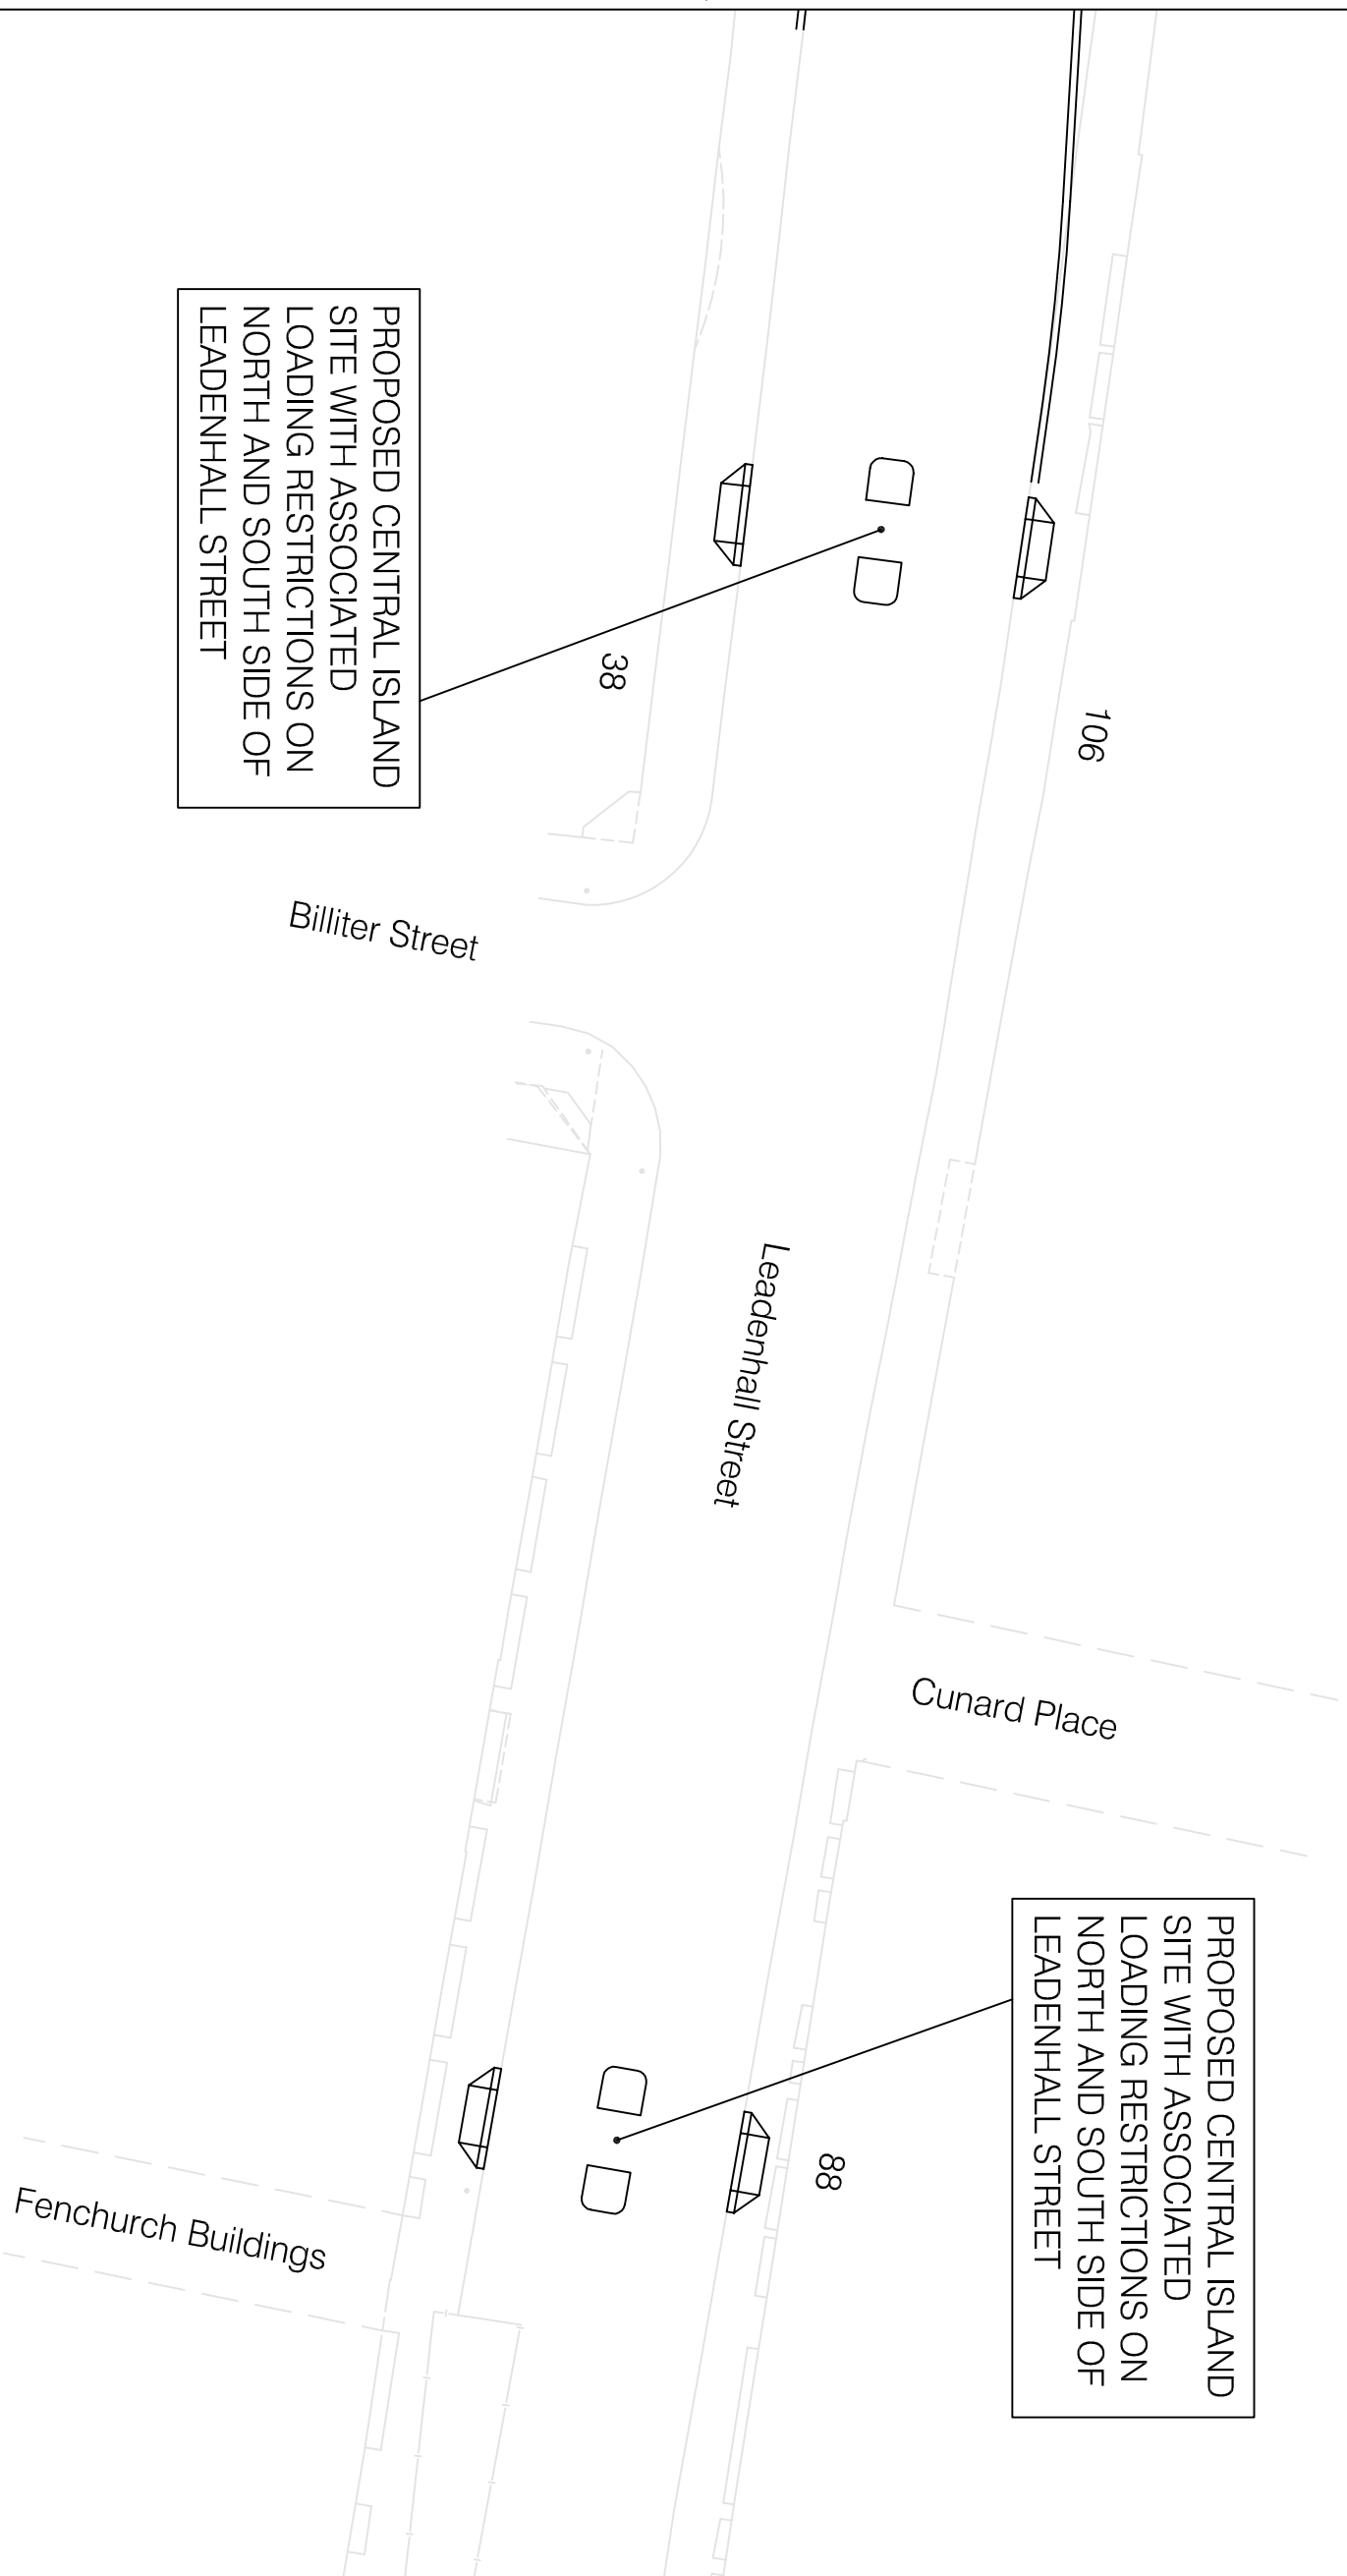 PROPOSED CENTRAL ISLAND
SITE WITH ASSOCIATED
LOADING RESTRICTIONS ON
NORTH AND SOUTH SIDE OF
LEADENHALL STREET
38
106
Billiter Street
Leadenhall Street
Cunard Place
PROPOSED CENTRAL ISLAND
SITE WITH ASSOCIATED
LOADING RESTRICTIONS ON
NORTH AND SOUTH SIDE OF
LEADENHALL STREET
88
Fenchurch Buildings